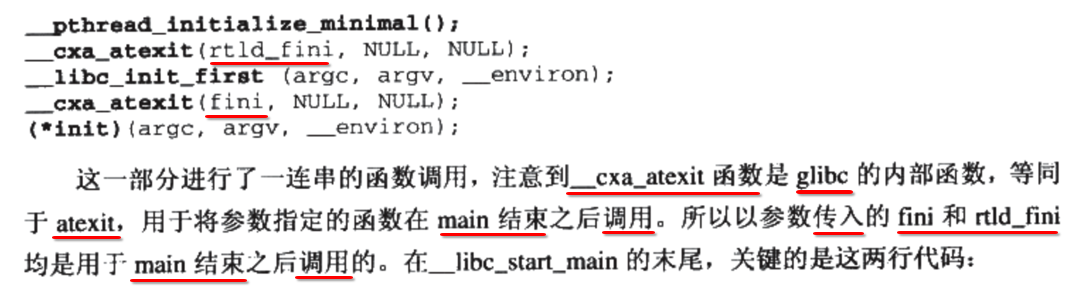 __pthread_initialize_minimal();
__cxa_atexit(rtld_fini, NULL, NULL);
__libc_init_first (argc, argv, __environ);
__cxa_atexit(fini, NULL, NULL);
(*init)(argc, argv, __environ);
这一部分进行了一连串的函数调用，注意到__cxa_atexit 函数是 glibc 的内部函数，等同
于 atexit，用于将参数指定的函数在 main 结束之后调用。所以以参数传入的 fini 和 rtld_fini
均是用于 main 结束之后调用的。在__libc_start_main 的末尾，关键的是这两行代码：